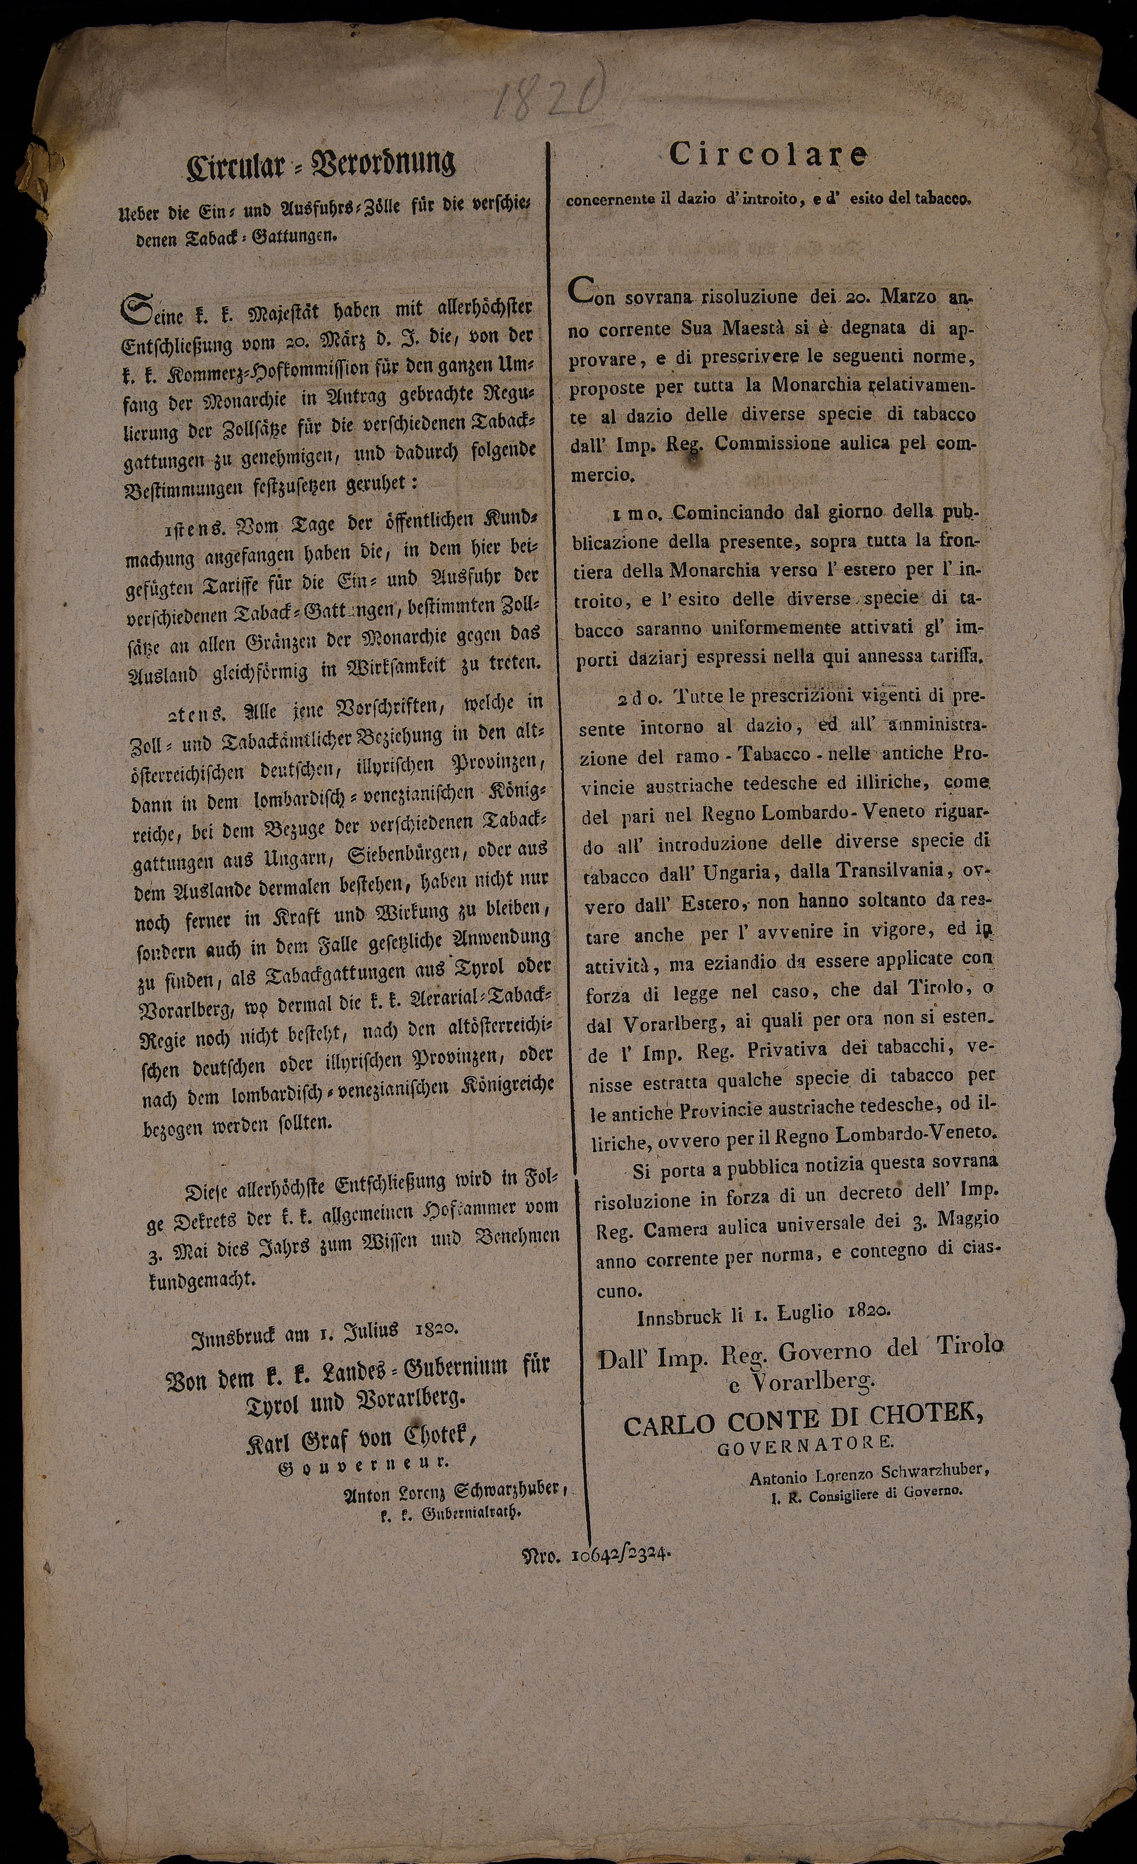 1820
Circular-Verordnung
Ueber die Ein- und Ausfuhrs-Zölle für die verschie-
denen Taback-Gattungen.
Seine k. k. Majestät haben mit allerhöchster
Entschließung vom 20. März d. J. die, von der
k. k. Kommerz-Hofkommission für den ganzen Um-
fang der Monarchie in Antrag gebrachte Regu-
lierung der Zollsätze für die verschiedenen Taback-
gattungen zu genehmigen, und dadurch folgende
Bestimmungen festzusetzen geruhet:
1stens. Vom Tage der öffentlichen Kund-
machung angefangen haben die, in dem hier bei-
gefügten Tariffe für die Ein- und Ausfuhr der
verschiedenen Taback-Gattungen, bestimmten Zoll-
sätze an allen Gränzen der Monarchie gegen das
Ausland gleichförmig in Wirksamkeit zu treten.
2tens. Alle jene Vorschriften, welche in
Zoll- und Tabackämtlicher Beziehung in den alt-
österreichischen deutschen, illyrischen Provinzen,
dann in dem lombardisch-venezianischen König-
reiche, bei dem Bezuge der verschiedenen Taback-
gattungen aus Ungarn, Siebenbürgen, oder aus
dem Auslande dermalen bestehen, haben nicht nur
noch ferner in Kraft und Wirkung zu bleiben,
sondern auch in dem Falle gesetzliche Anwendung
zu finden, als Tabackgattungen aus Tyrol oder
Vorarlberg, wo dermal die k. k. Aerarial-Taback-
Regie noch nicht besteht, nach den altösterreichi-
schen deutschen oder illyrischen Provinzen, oder
nach dem lombardisch-venezianischen Königreiche
bezogen werden sollten.
Diese allerhöchste Entschließung wird in Fol-
ge Dekrets der k. k. allgemeinen Hofkammer vom
3. Mai dies Jahrs zum Wissen und Benehmen
kundgemacht.
Innsbruck am 1. Julius 1820.
Von dem k. k. Landes-Gubernium für
Tyrol und Vorarlberg.
Karl Graf von Chotek,
Gouverneur.
Anton Lorenz Schwarzhuber,
k. k. Gubernialrath.
Circolare
concernente il dazio d' introito, e d' esito del tabacco.
Con sovrana risoluzione dei 20. Marzo an-
no corrente Sua Maestà si è degnata di ap-
provare, e di prescrivere le seguenti norme,
proposte per tutta la Monarchia relativamen-
te al dazio delle diverse specie di tabacco
dall' Imp. Reg. Commissione aulica pel com-
mercio.
1mo. Cominciando dal giorno della pub-
blicazione della presente, sopra tutta la fron-
tiera della Monarchia verso l' estero per l' in-
troito, e l' esito delle diverse specie di ta-
bacco saranno uniformemente attivati gl' im-
porti daziarj espressi nella qui annessa tariffa.
2do. Tutte le prescrizioni vigenti di pre-
sente intorno al dazio, ed all' amministra-
zione del ramo - Tabacco - nelle antiche Pro-
vincie austriache tedesche ed illiriche, come
del pari nel Regno Lombardo-Veneto riguar-
do all' introduzione delle diverse specie di
tabacco dall' Ungaria, dalla Transilvania, ov-
vero dall' Estero, non hanno soltanto da res-
tare anche per l' avvenire in vigore, ed in
attività, ma eziandio da essere applicate con
forza di legge nel caso, che dal Tirolo, o
dal Vorarlberg, ai quali per ora non si esten-
de l' Imp. Reg. Privativa dei tabacchi, ve-
nisse estratta qualche specie di tabacco per
le antiche Provincie austriache tedesche, od il-
liriche, ovvero per il Regno Lombardo-Veneto.
Si porta a pubblica notizia questa sovrana
risoluzione in forza di un decreto dell' Imp.
Reg. Camera aulica universale dei 3. Maggio
anno corrente per norma, e contegno di cias-
cuno.
Innsbruck li 1. Luglio 1820.
Dall' Imp. Reg. Governo del Tirolo
e Vorarlberg.
CARLO CONTE DI CHOTEK,
GOVERNATORE.
Antonio Lorenzo Schwarzhuber,
I. R. Consigliere di Governo.
Nro. 10642/2324.